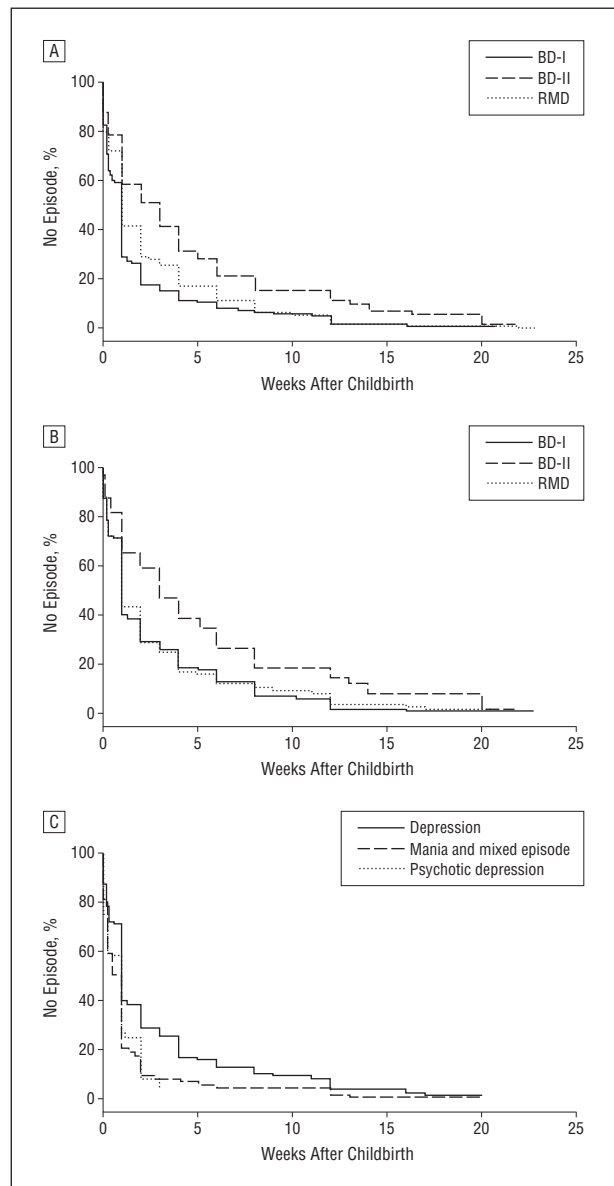 A
BD-I
BD-II
RMD
100
80
60
40
20
0
No Episode, %
0 5 10 15 20 25
Weeks After Childbirth
B
BD-I
BD-II
RMD
100
80
60
40
20
0
No Episode, %
0 5 10 15 20 25
Weeks After Childbirth
C
Depression
Mania and mixed episode
Psychotic depression
100
80
60
40
20
0
No Episode, %
0 5 10 15 20 25
Weeks After Childbirth